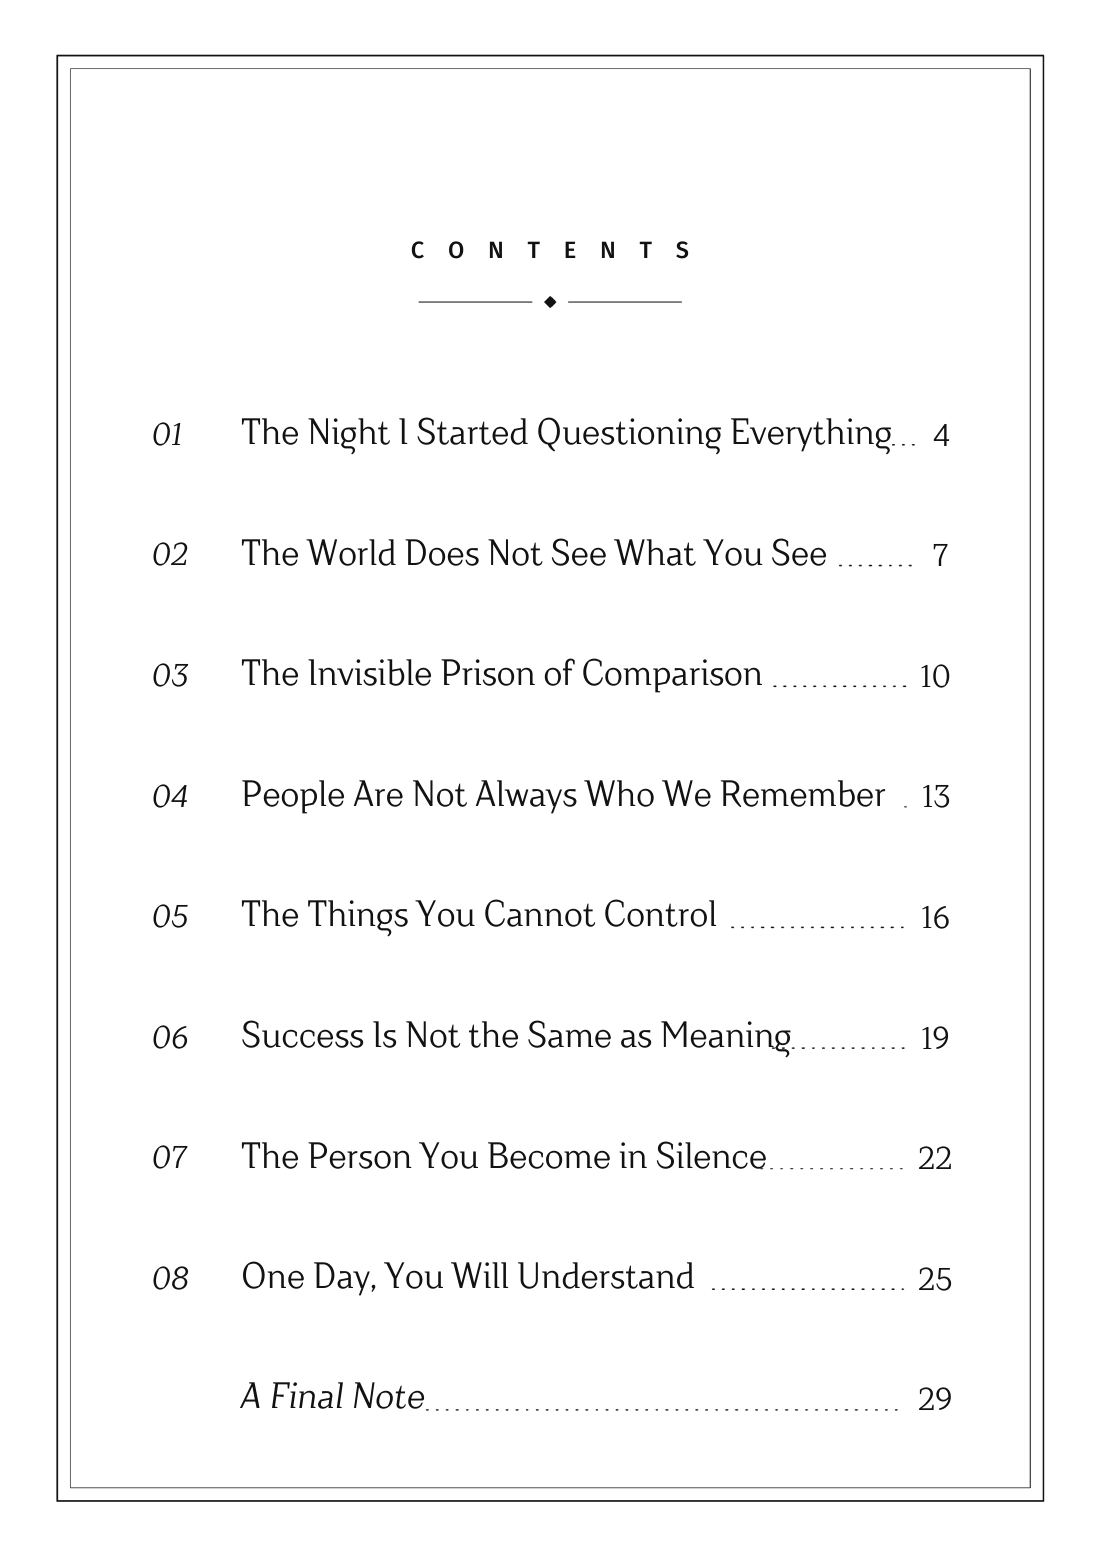 CONTENTS
01 The Night I Started Questioning Everything... 4
02 The World Does Not See What You See ........ 7
03 The Invisible Prison of Comparison .............. 10
04 People Are Not Always Who We Remember . 13
05 The Things You Cannot Control .................. 16
06 Success Is Not the Same as Meaning.............. 19
07 The Person You Become in Silence.............. 22
08 One Day, You Will Understand .................... 25
A Final Note................................................ 29